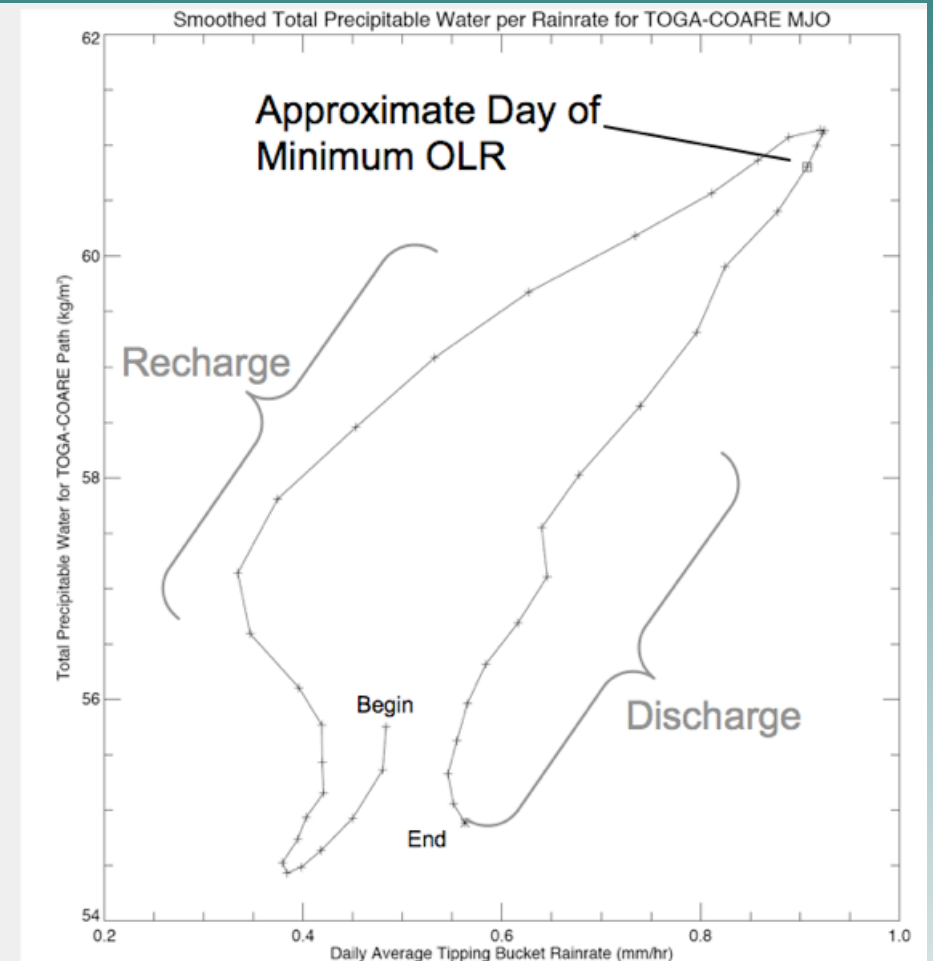 Smoothed Total Precipitable Water per Rainrate for TOGA-COARE MJO
62
Approximate Day of
Minimum OLR
60
Recharge
58
56
Begin
Discharge
End
54
0.2
0.4
0.6
0.8
1.0
Total Precipitable Water for TOGA-COARE Path (kg/m²)
Daily Average Tipping Bucket Rainrate (mm/hr)